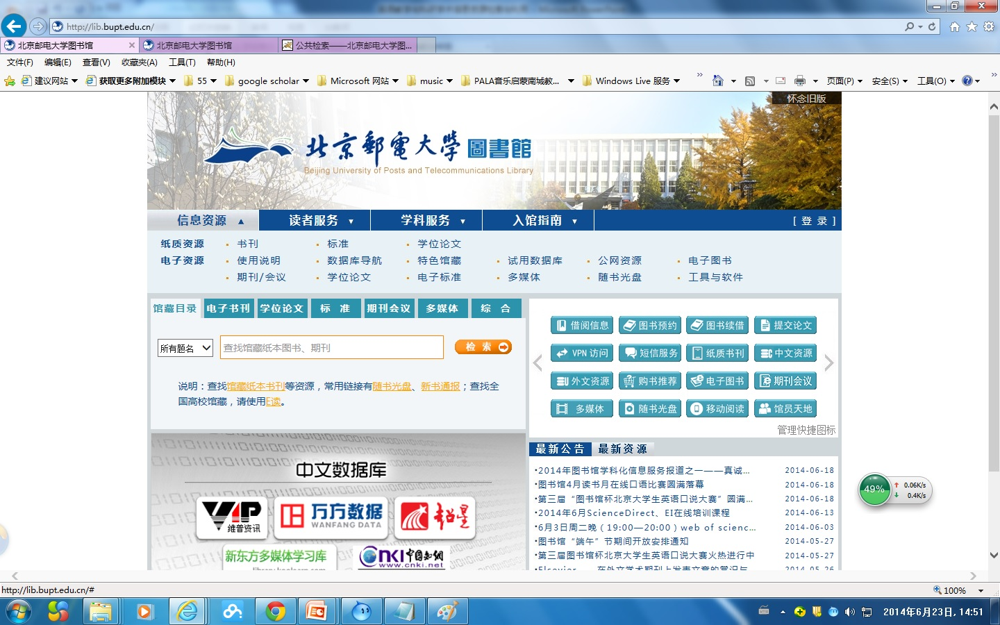 http://lib.bupt.edu.cn/
北京邮电大学图书馆
北京邮电大学图书馆
公共检索——北京邮电大学图...
文件(F) 编辑(E) 查看(V) 收藏夹(A) 工具(T) 帮助(H)
建议网站 获取更多附加模块 55 google scholar Microsoft 网站 music PALA音乐启蒙南城教... Windows Live 服务 页面(P) 安全(S) 工具(O)
怀念旧版
北京郵電大學圖書館
Beijing University of Posts and Telecommunications Library
信息资源 读者服务 学科服务 入馆指南 [ 登 录 ]
纸质资源 书刊 标准 学位论文
电子资源 使用说明 数据库导航 特色馆藏 试用数据库 公网资源 电子图书
期刊/会议 学位论文 电子标准 多媒体 随书光盘 工具与软件
馆藏目录 电子书刊 学位论文 标 准 期刊会议 多媒体 综 合
所有题名 查找馆藏纸本图书、期刊 检 索
说明：查找馆藏纸本书刊等资源，常用链接有随书光盘、新书通报；查找全
国高校馆藏，请使用E读。
借阅信息 图书预约 图书续借 提交论文
VPN 访问 短信服务 纸质书刊 中文资源
外文资源 购书推荐 电子图书 期刊会议
多媒体 随书光盘 移动阅读 馆员天地
管理快捷图标
中文数据库
VIP 维普资讯
万方数据 WANFANG DATA
超星
新东方多媒体学习库
library.koolearn.com
CNKI 中国知网
www.cnki.net
最新公告 最新资源
•2014年图书馆学科化信息服务报道之一———真诚... 2014-06-18
•图书馆4月读书月在线口语比赛圆满落幕 2014-06-18
•第三届“图书馆杯北京大学生英语口说大赛”圆满... 2014-06-18
•2014年6月ScienceDirect、EI在线培训课程 2014-06-13
•6月3日周二晚（19:00—20:00）web of scienc... 2014-06-03
•图书馆“端午”节期间开放安排通知 2014-05-27
•第三届图书馆杯北京大学生英语口说大赛火热进行中 2014-05-27
•Elsevier——在外文学术期刊上发表文章的常识与 2014-05-26
49% 0.06K/s
0.4K/s
http://lib.bupt.edu.cn/#
100%
2014年6月23日, 14:51